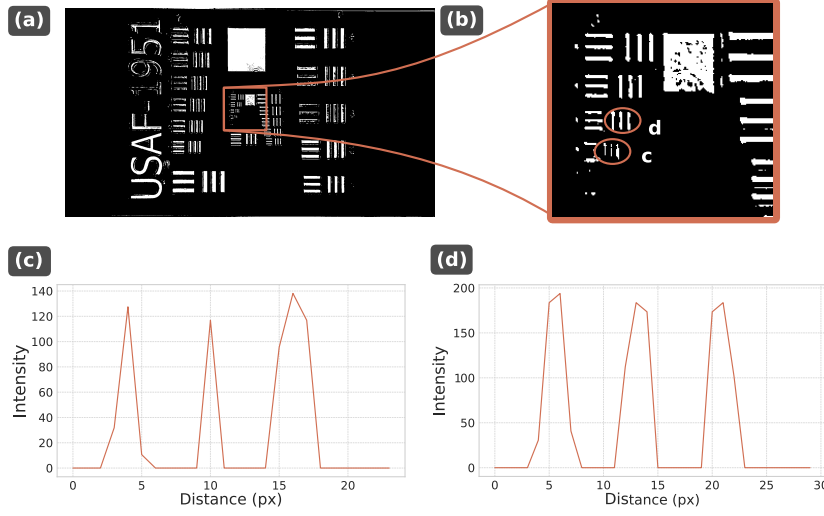 (a)
USAF-1951
(b)
d
c
(c)
Intensity
140
120
100
80
60
40
20
0
0 5 10 15 20
Distance (px)
(d)
Intensity
200
150
100
50
0
0 5 10 15 20 25 30
Distance (px)